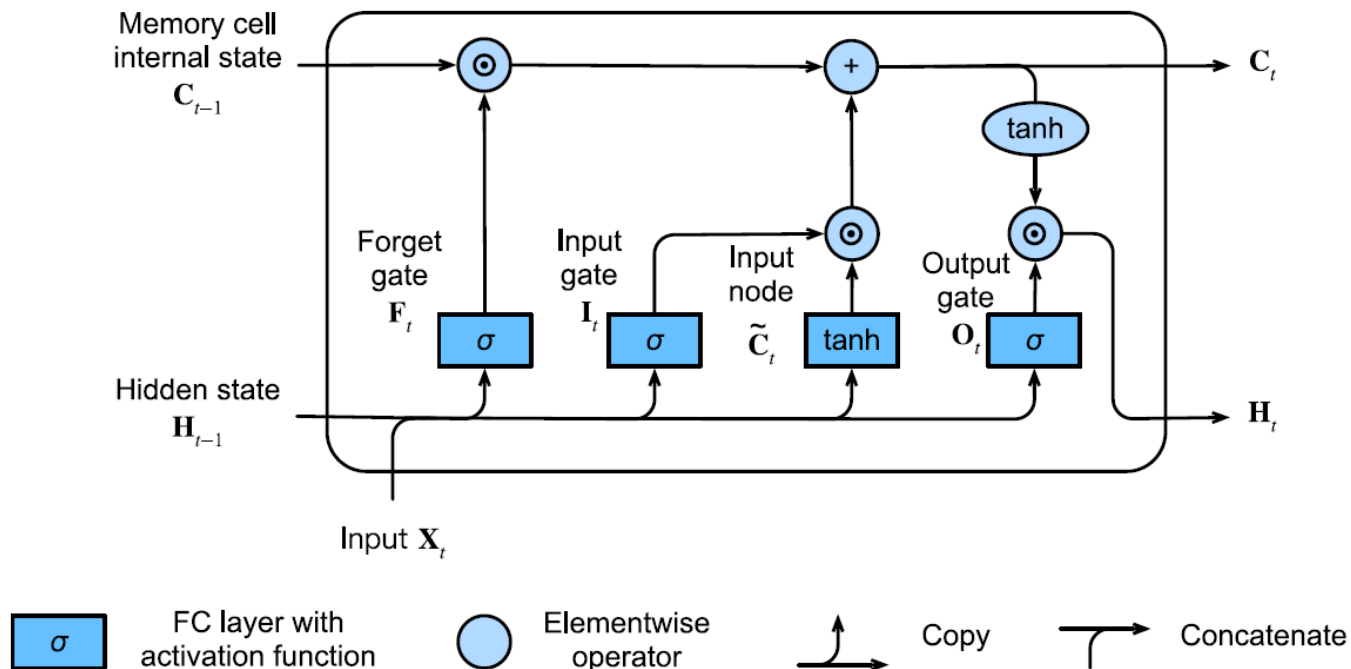 Memory cell
internal state
C_{t−1}
⊙
+
C_t
tanh
Forget
gate
F_t
σ
Input
gate
I_t
σ
⊙
Input
node
C̃_t
tanh
⊙
Output
gate
O_t
σ
Hidden state
H_{t−1}
H_t
Input X_t
σ
FC layer with
activation function
Elementwise
operator
Copy
Concatenate